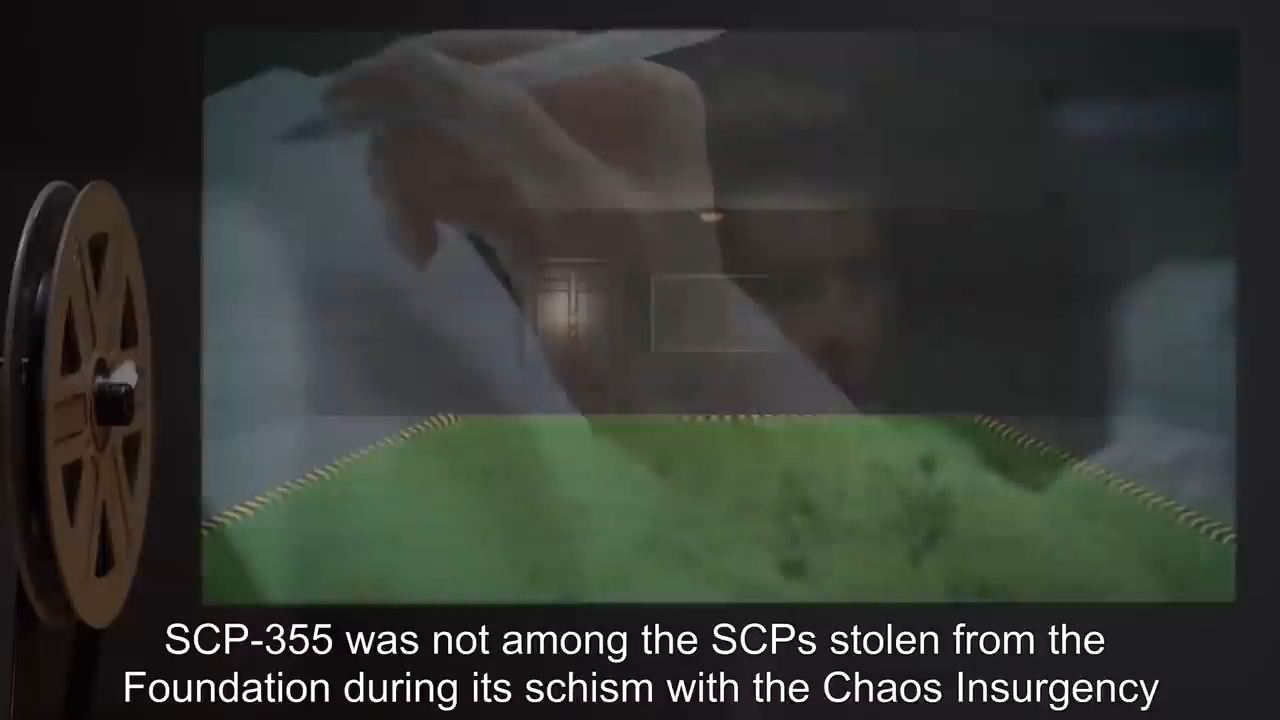 SCP-355 was not among the SCPs stolen from the
Foundation during its schism with the Chaos Insurgency